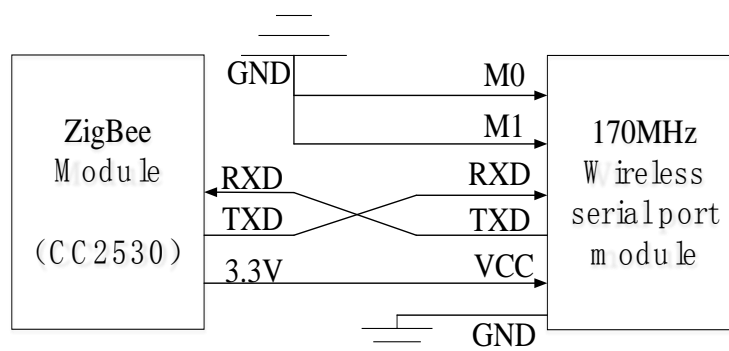 GND
M0
M1
ZigBee
Module
(CC2530)
RXD
TXD
3.3V
RXD
TXD
VCC
GND
170MHz
Wireless
serialport
module